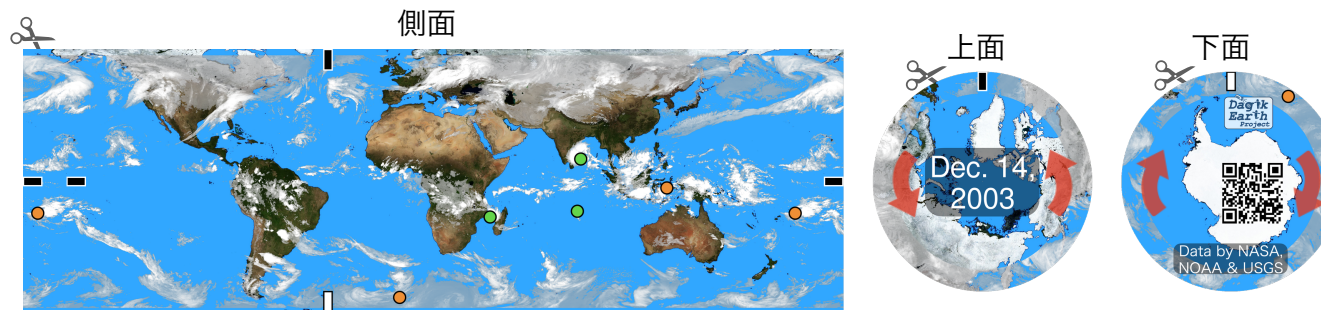 側面
上面
下面
Dec. 14,
2003
Dagik
Earth
Project
Data by NASA,
NOAA & USGS